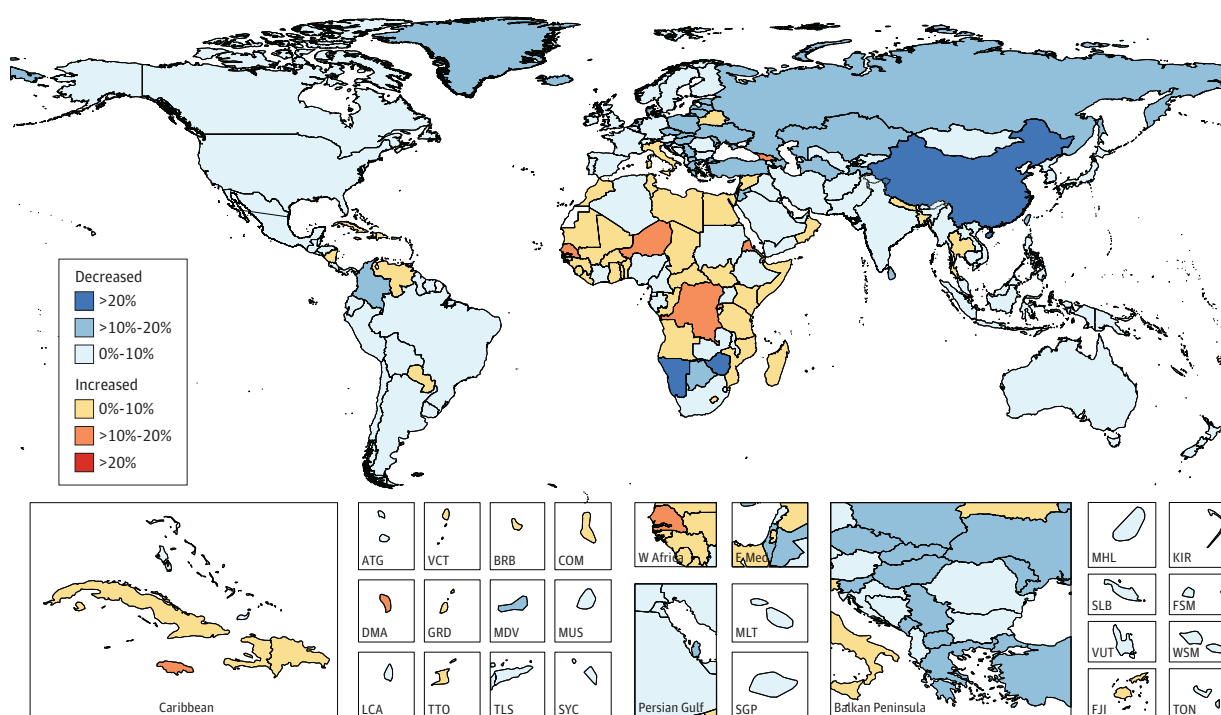 Decreased
>20%
>10%-20%
0%-10%
Increased
0%-10%
>10%-20%
>20%
Caribbean
ATG
VCT
BRB
COM
DMA
GRD
MDV
MUS
LCA
TTO
TLS
SYC
W Africa
E Med
Persian Gulf
MLT
SGP
Balkan Peninsula
MHL
KIR
SLB
FSM
VUT
WSM
FJI
TON